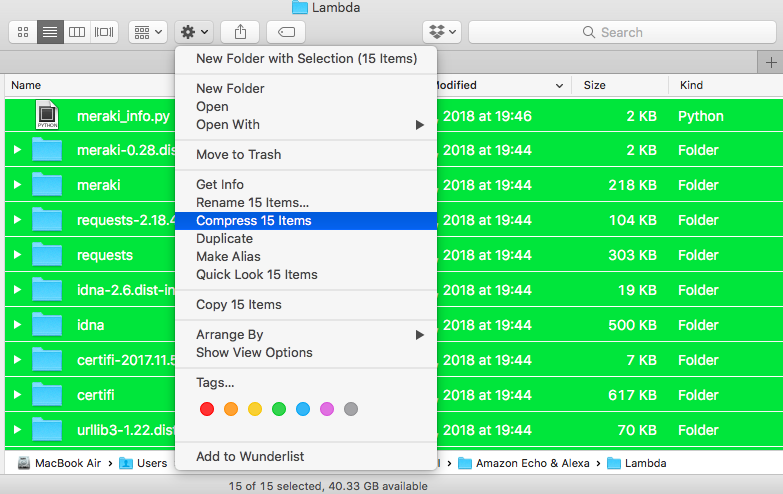 Lambda
Search
Name
Modified
Size
Kind
meraki_info.py
, 2018 at 19:46
2 KB
Python
PYTHON
meraki-0.28.dis
, 2018 at 19:44
2 KB
Folder
meraki
, 2018 at 19:44
218 KB
Folder
requests-2.18.4
, 2018 at 19:44
104 KB
Folder
requests
, 2018 at 19:44
303 KB
Folder
idna-2.6.dist-in
, 2018 at 19:44
19 KB
Folder
idna
, 2018 at 19:44
500 KB
Folder
certifi-2017.11.5
, 2018 at 19:44
7 KB
Folder
certifi
, 2018 at 19:44
617 KB
Folder
urllib3-1.22.dist
, 2018 at 19:44
70 KB
Folder
New Folder with Selection (15 Items)
New Folder
Open
Open With
Move to Trash
Get Info
Rename 15 Items...
Compress 15 Items
Duplicate
Make Alias
Quick Look 15 Items
Copy 15 Items
Arrange By
Show View Options
Tags...
Add to Wunderlist
MacBook Air
Users
Amazon Echo & Alexa
Lambda
15 of 15 selected, 40.33 GB available